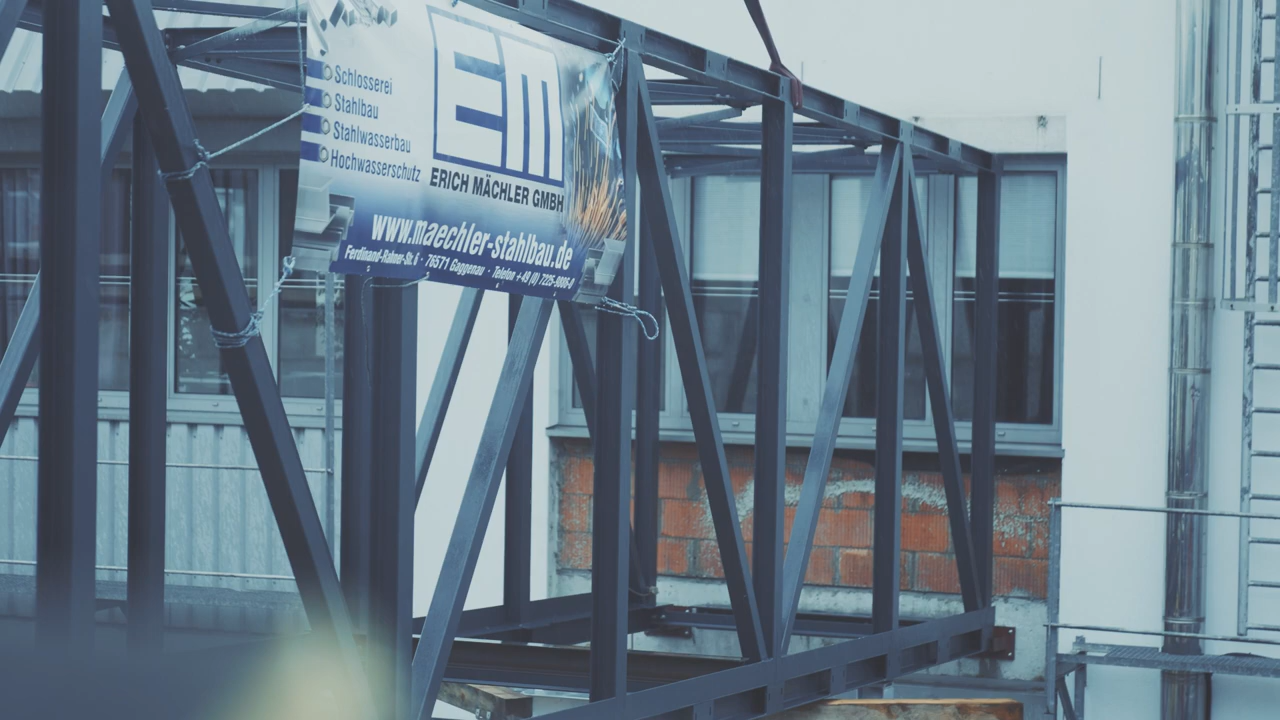 Schlosserei
Stahlbau
Stahlwasserbau
Hochwasserschutz
EM
ERICH MÄCHLER GMBH
www.maechler-stahlbau.de
Ferdinand-Rahner-Str. 6 · 76571 Gaggenau · Telefon +49 (0) 7225-9806-0